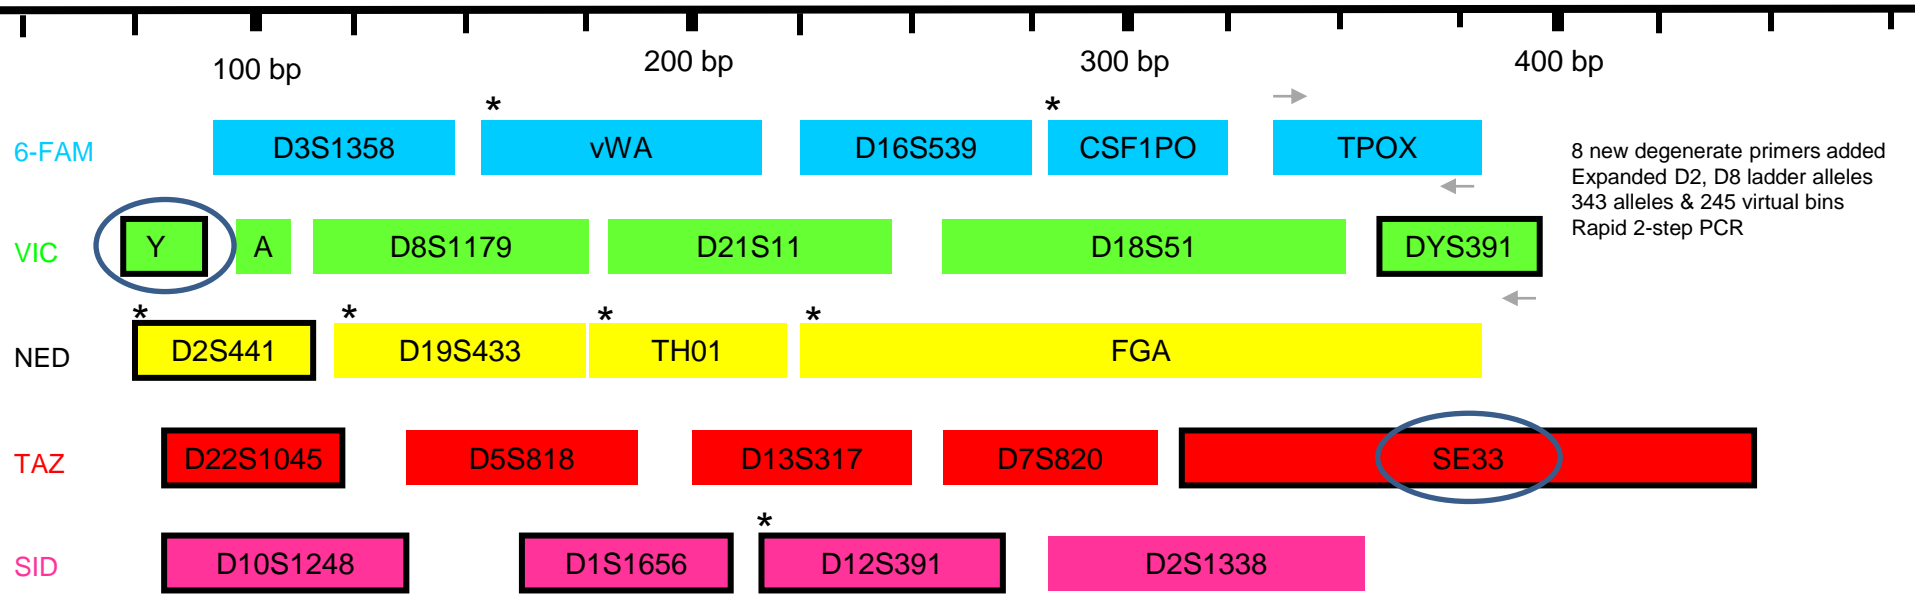 100 bp 200 bp 300 bp 400 bp
* *
6-FAM D3S1358 vWA D16S539 CSF1PO TPOX
8 new degenerate primers added
Expanded D2, D8 ladder alleles
343 alleles & 245 virtual bins
Rapid 2-step PCR
VIC Y A D8S1179 D21S11 D18S51 DYS391
* * * *
NED D2S441 D19S433 TH01 FGA
TAZ D22S1045 D5S818 D13S317 D7S820 SE33
*
SID D10S1248 D1S1656 D12S391 D2S1338